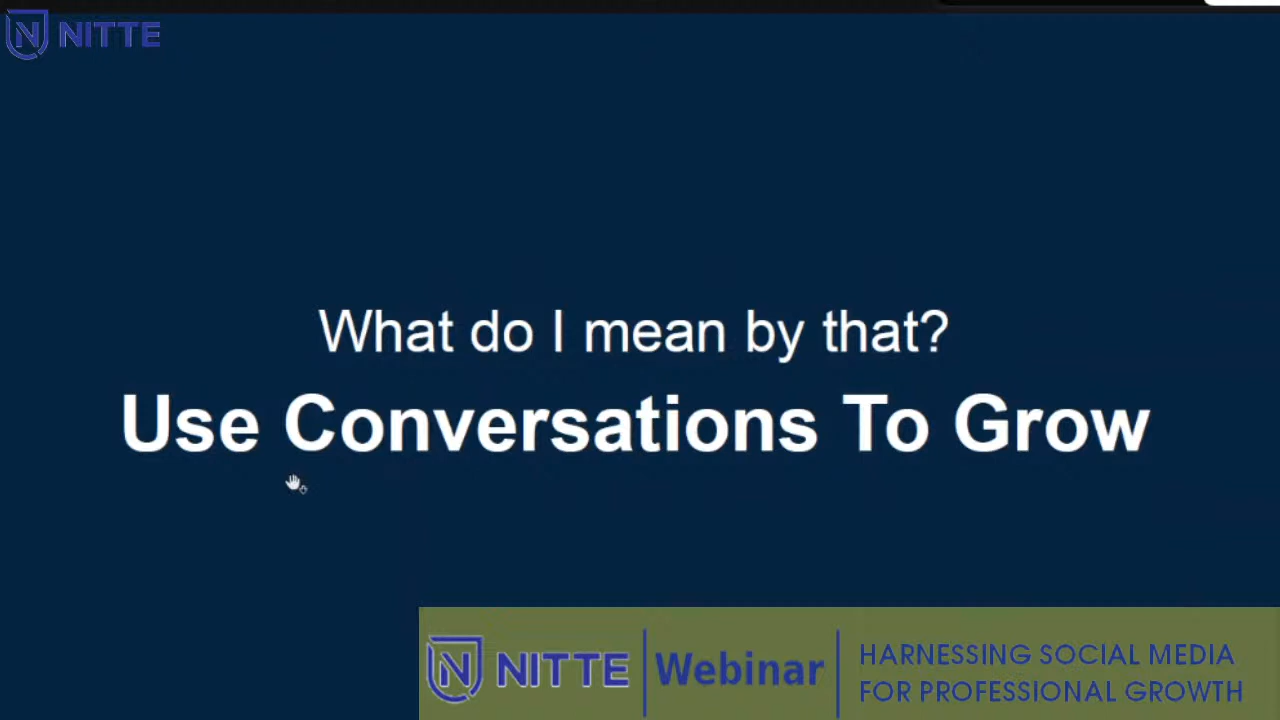 NITTE
What do I mean by that?
Use Conversations To Grow
NITTE
Webinar
HARNESSING SOCIAL MEDIA
FOR PROFESSIONAL GROWTH